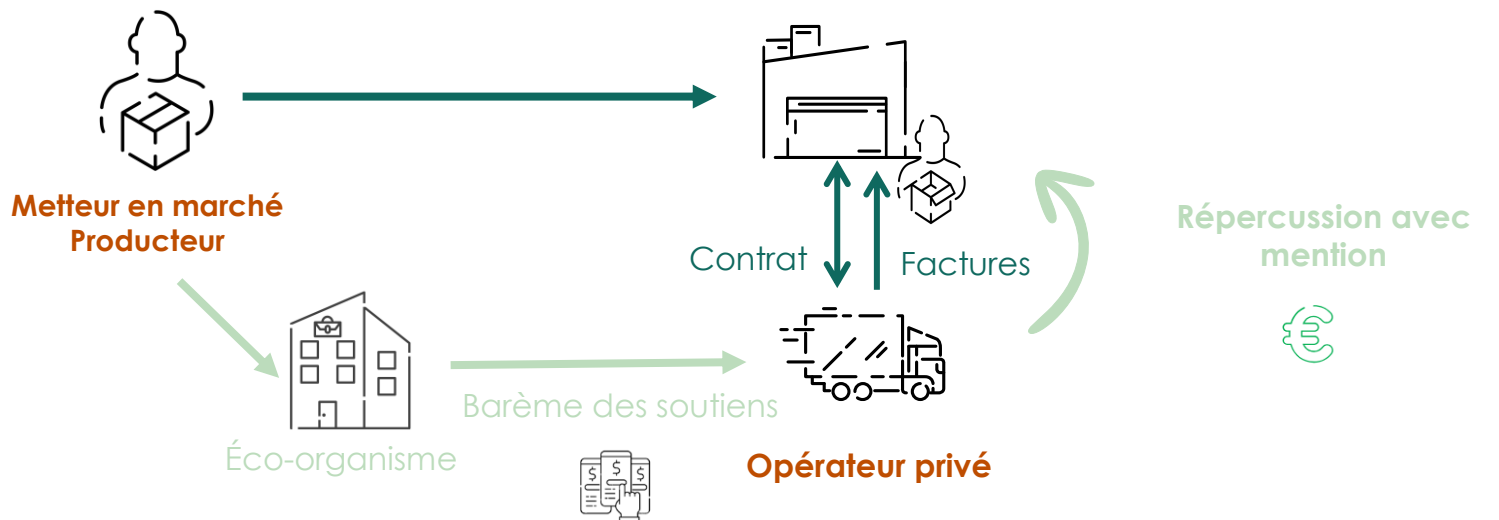 Metteur en marché
Producteur
Contrat
Factures
Répercussion avec
mention
€
Barème des soutiens
Éco-organisme
$ $ $
Opérateur privé